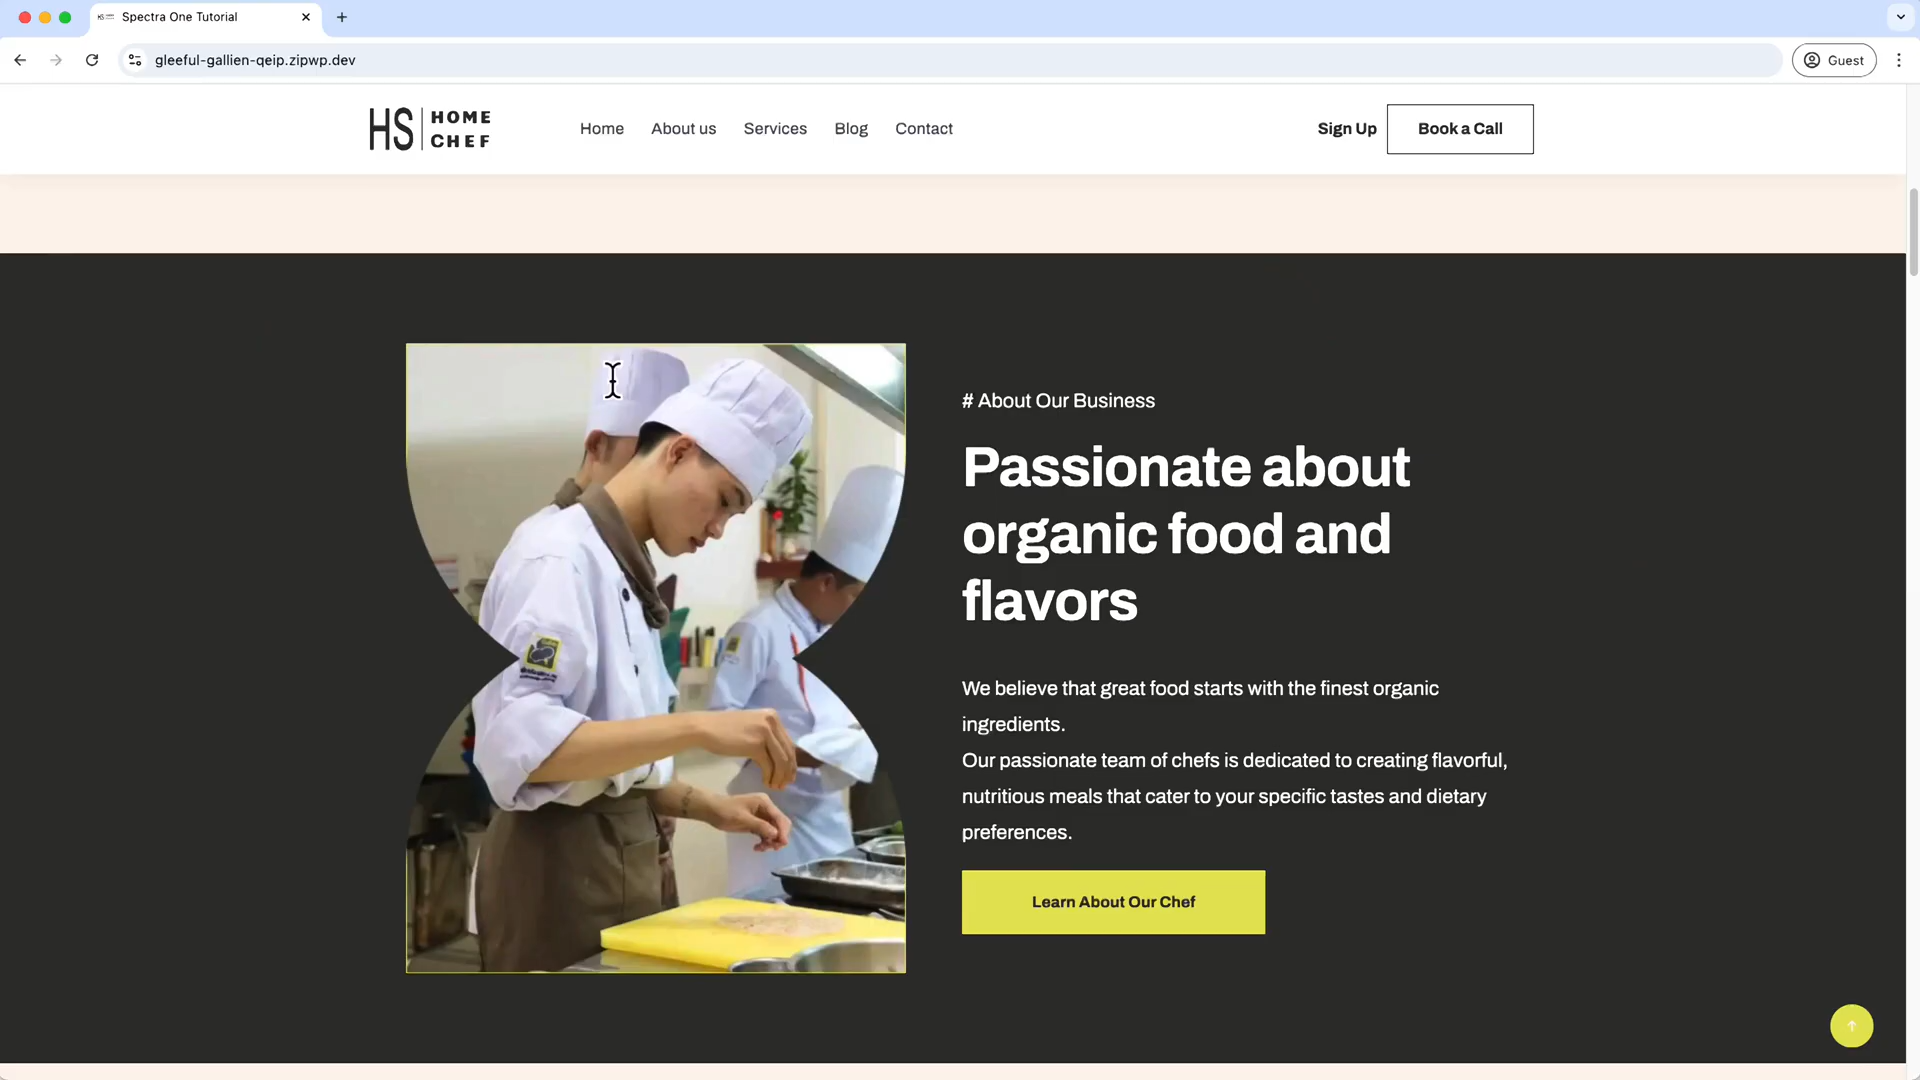 Spectra One Tutorial
gleeful-gallien-qeip.zipwp.dev
Guest
HS HOME CHEF
Home
About us
Services
Blog
Contact
Sign Up
Book a Call
# About Our Business
Passionate about
organic food and
flavors
We believe that great food starts with the finest organic
ingredients.
Our passionate team of chefs is dedicated to creating flavorful,
nutritious meals that cater to your specific tastes and dietary
preferences.
Learn About Our Chef